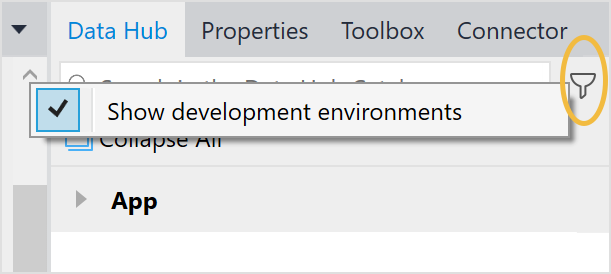 Data Hub Properties Toolbox Connector
Show development environments
Collapse All
App